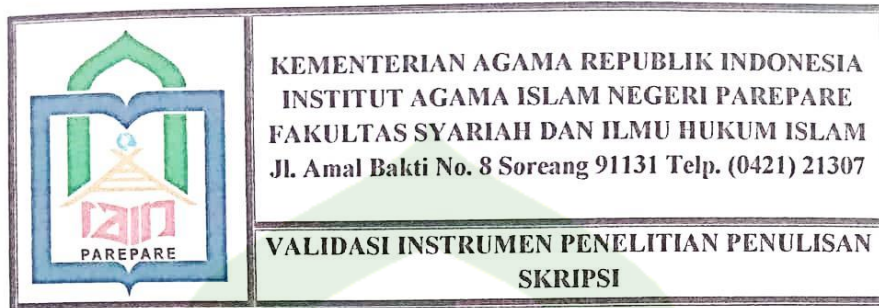 iain
PAREPARE
KEMENTERIAN AGAMA REPUBLIK INDONESIA
INSTITUT AGAMA ISLAM NEGERI PAREPARE
FAKULTAS SYARIAH DAN ILMU HUKUM ISLAM
Jl. Amal Bakti No. 8 Soreang 91131 Telp. (0421) 21307
VALIDASI INSTRUMEN PENELITIAN PENULISAN
SKRIPSI